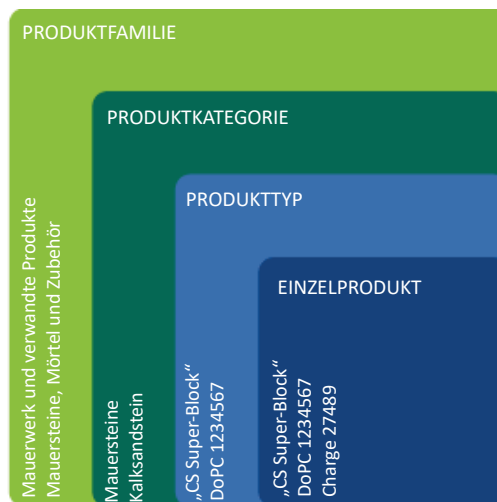 PRODUKTFAMILIE
Mauerwerk und verwandte Produkte
Mauersteine, Mörtel und Zubehör
PRODUKTKATEGORIE
Mauersteine
Kalksandstein
PRODUKTTYP
„CS Super-Block“
DoPC 1234567
EINZELPRODUKT
„CS Super-Block“
DoPC 1234567
Charge 27489